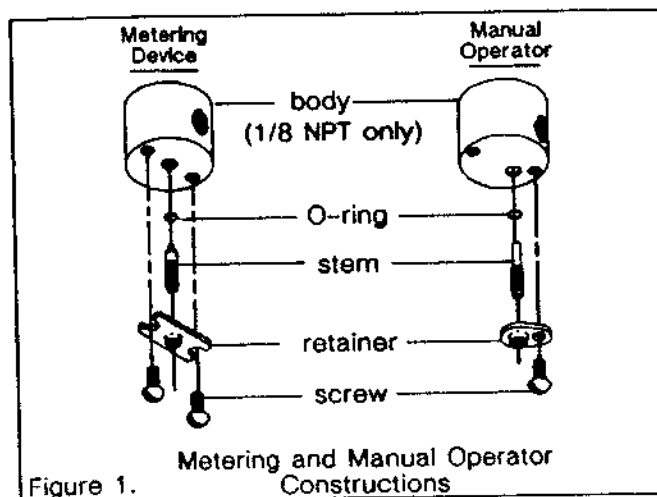 Metering
Device
Manual
Operator
body
(1/8 NPT only)
O-ring
stem
retainer
screw
Metering and Manual Operator
Figure 1. Constructions